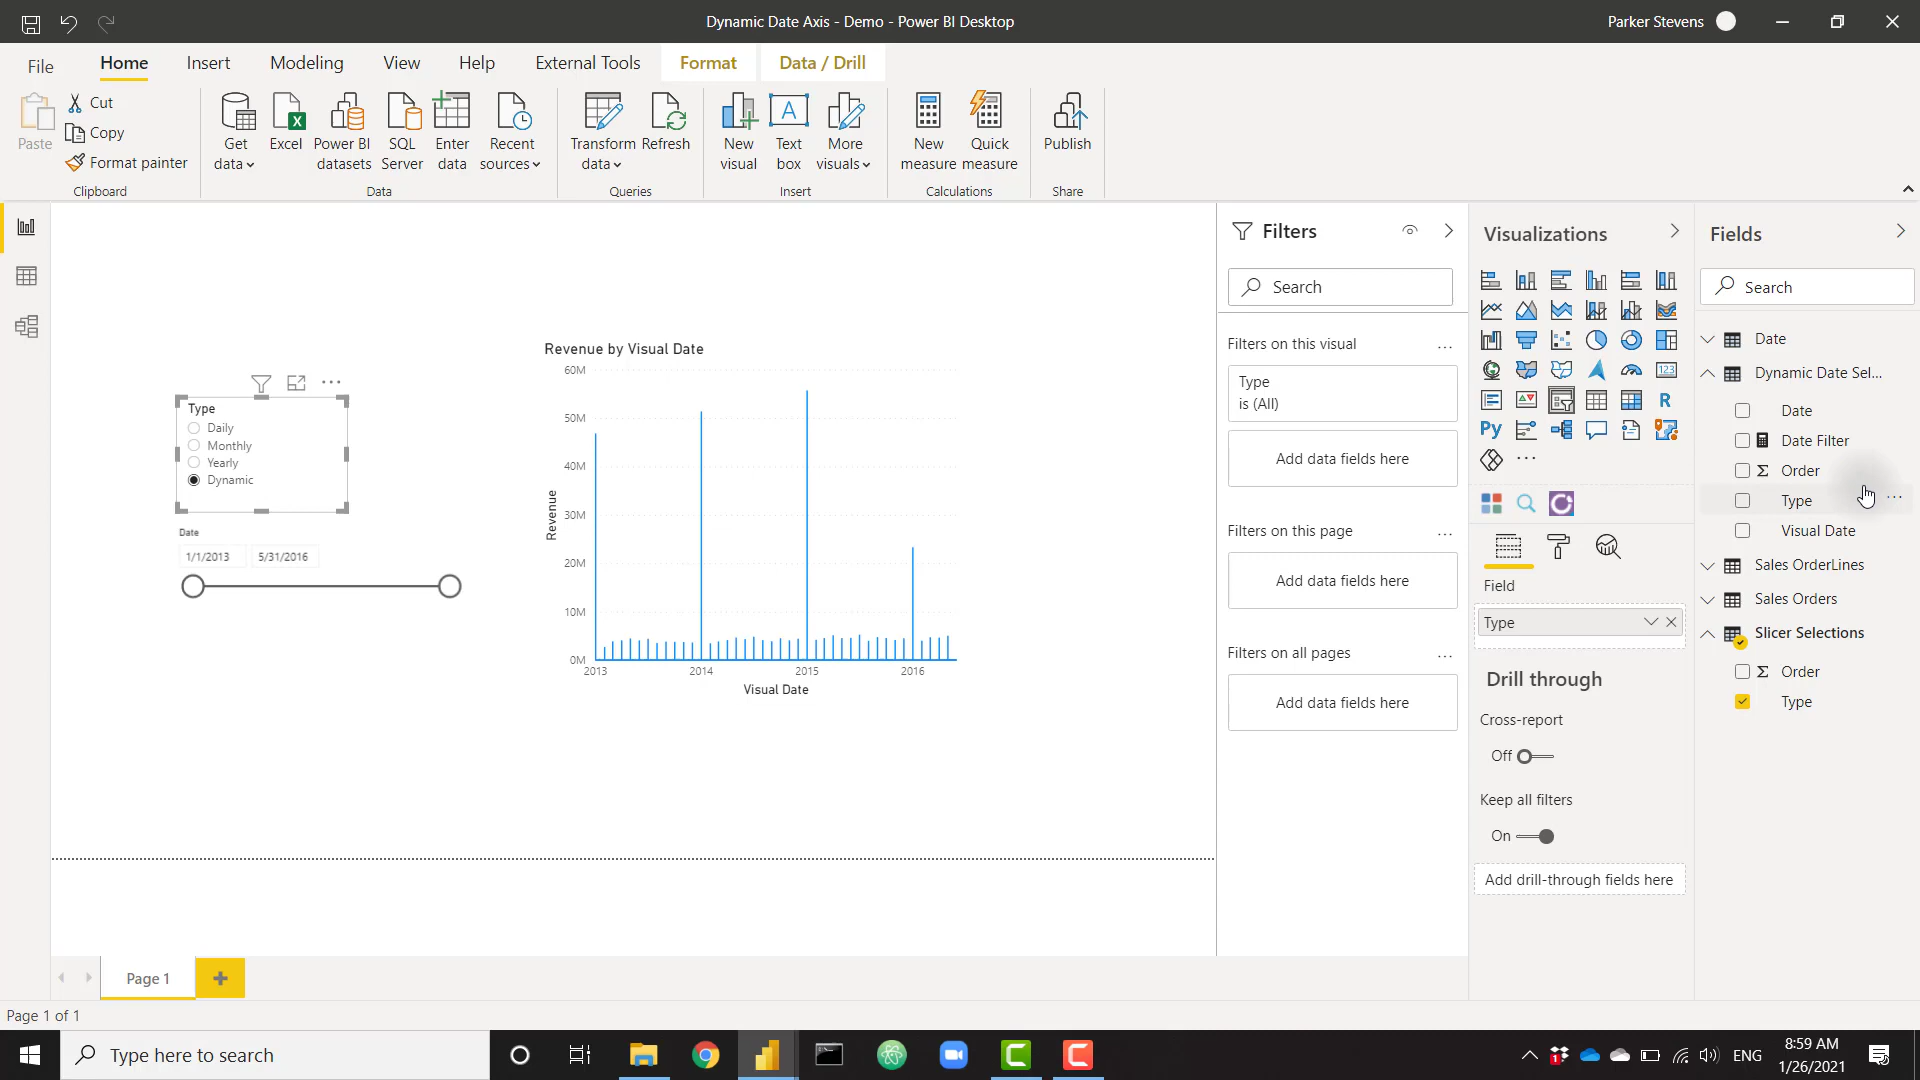 Dynamic Date Axis - Demo - Power BI Desktop
Parker Stevens
File
Home
Insert
Modeling
View
Help
External Tools
Format
Data / Drill
Paste
Cut
Copy
Format painter
Clipboard
Get
data
Excel
Power BI
datasets
SQL
Server
Enter
data
Recent
sources
Data
Transform
data
Refresh
Queries
New
visual
Text
box
More
visuals
Insert
New
measure
Quick
measure
Calculations
Publish
Share
Type
Daily
Monthly
Yearly
Dynamic
Date
1/1/2013
5/31/2016
Revenue by Visual Date
60M
50M
40M
30M
20M
10M
0M
Revenue
2013
2014
2015
2016
Visual Date
Filters
Search
Filters on this visual
Type
is (All)
Add data fields here
Filters on this page
Add data fields here
Filters on all pages
Add data fields here
Visualizations
123
R
Py
Field
Type
Drill through
Cross-report
Off
Keep all filters
On
Add drill-through fields here
Fields
Search
Date
Dynamic Date Sel...
Date
Date Filter
Order
Type
Visual Date
Sales OrderLines
Sales Orders
Slicer Selections
Order
Type
Page 1
Page 1 of 1
Type here to search
ENG
8:59 AM
1/26/2021